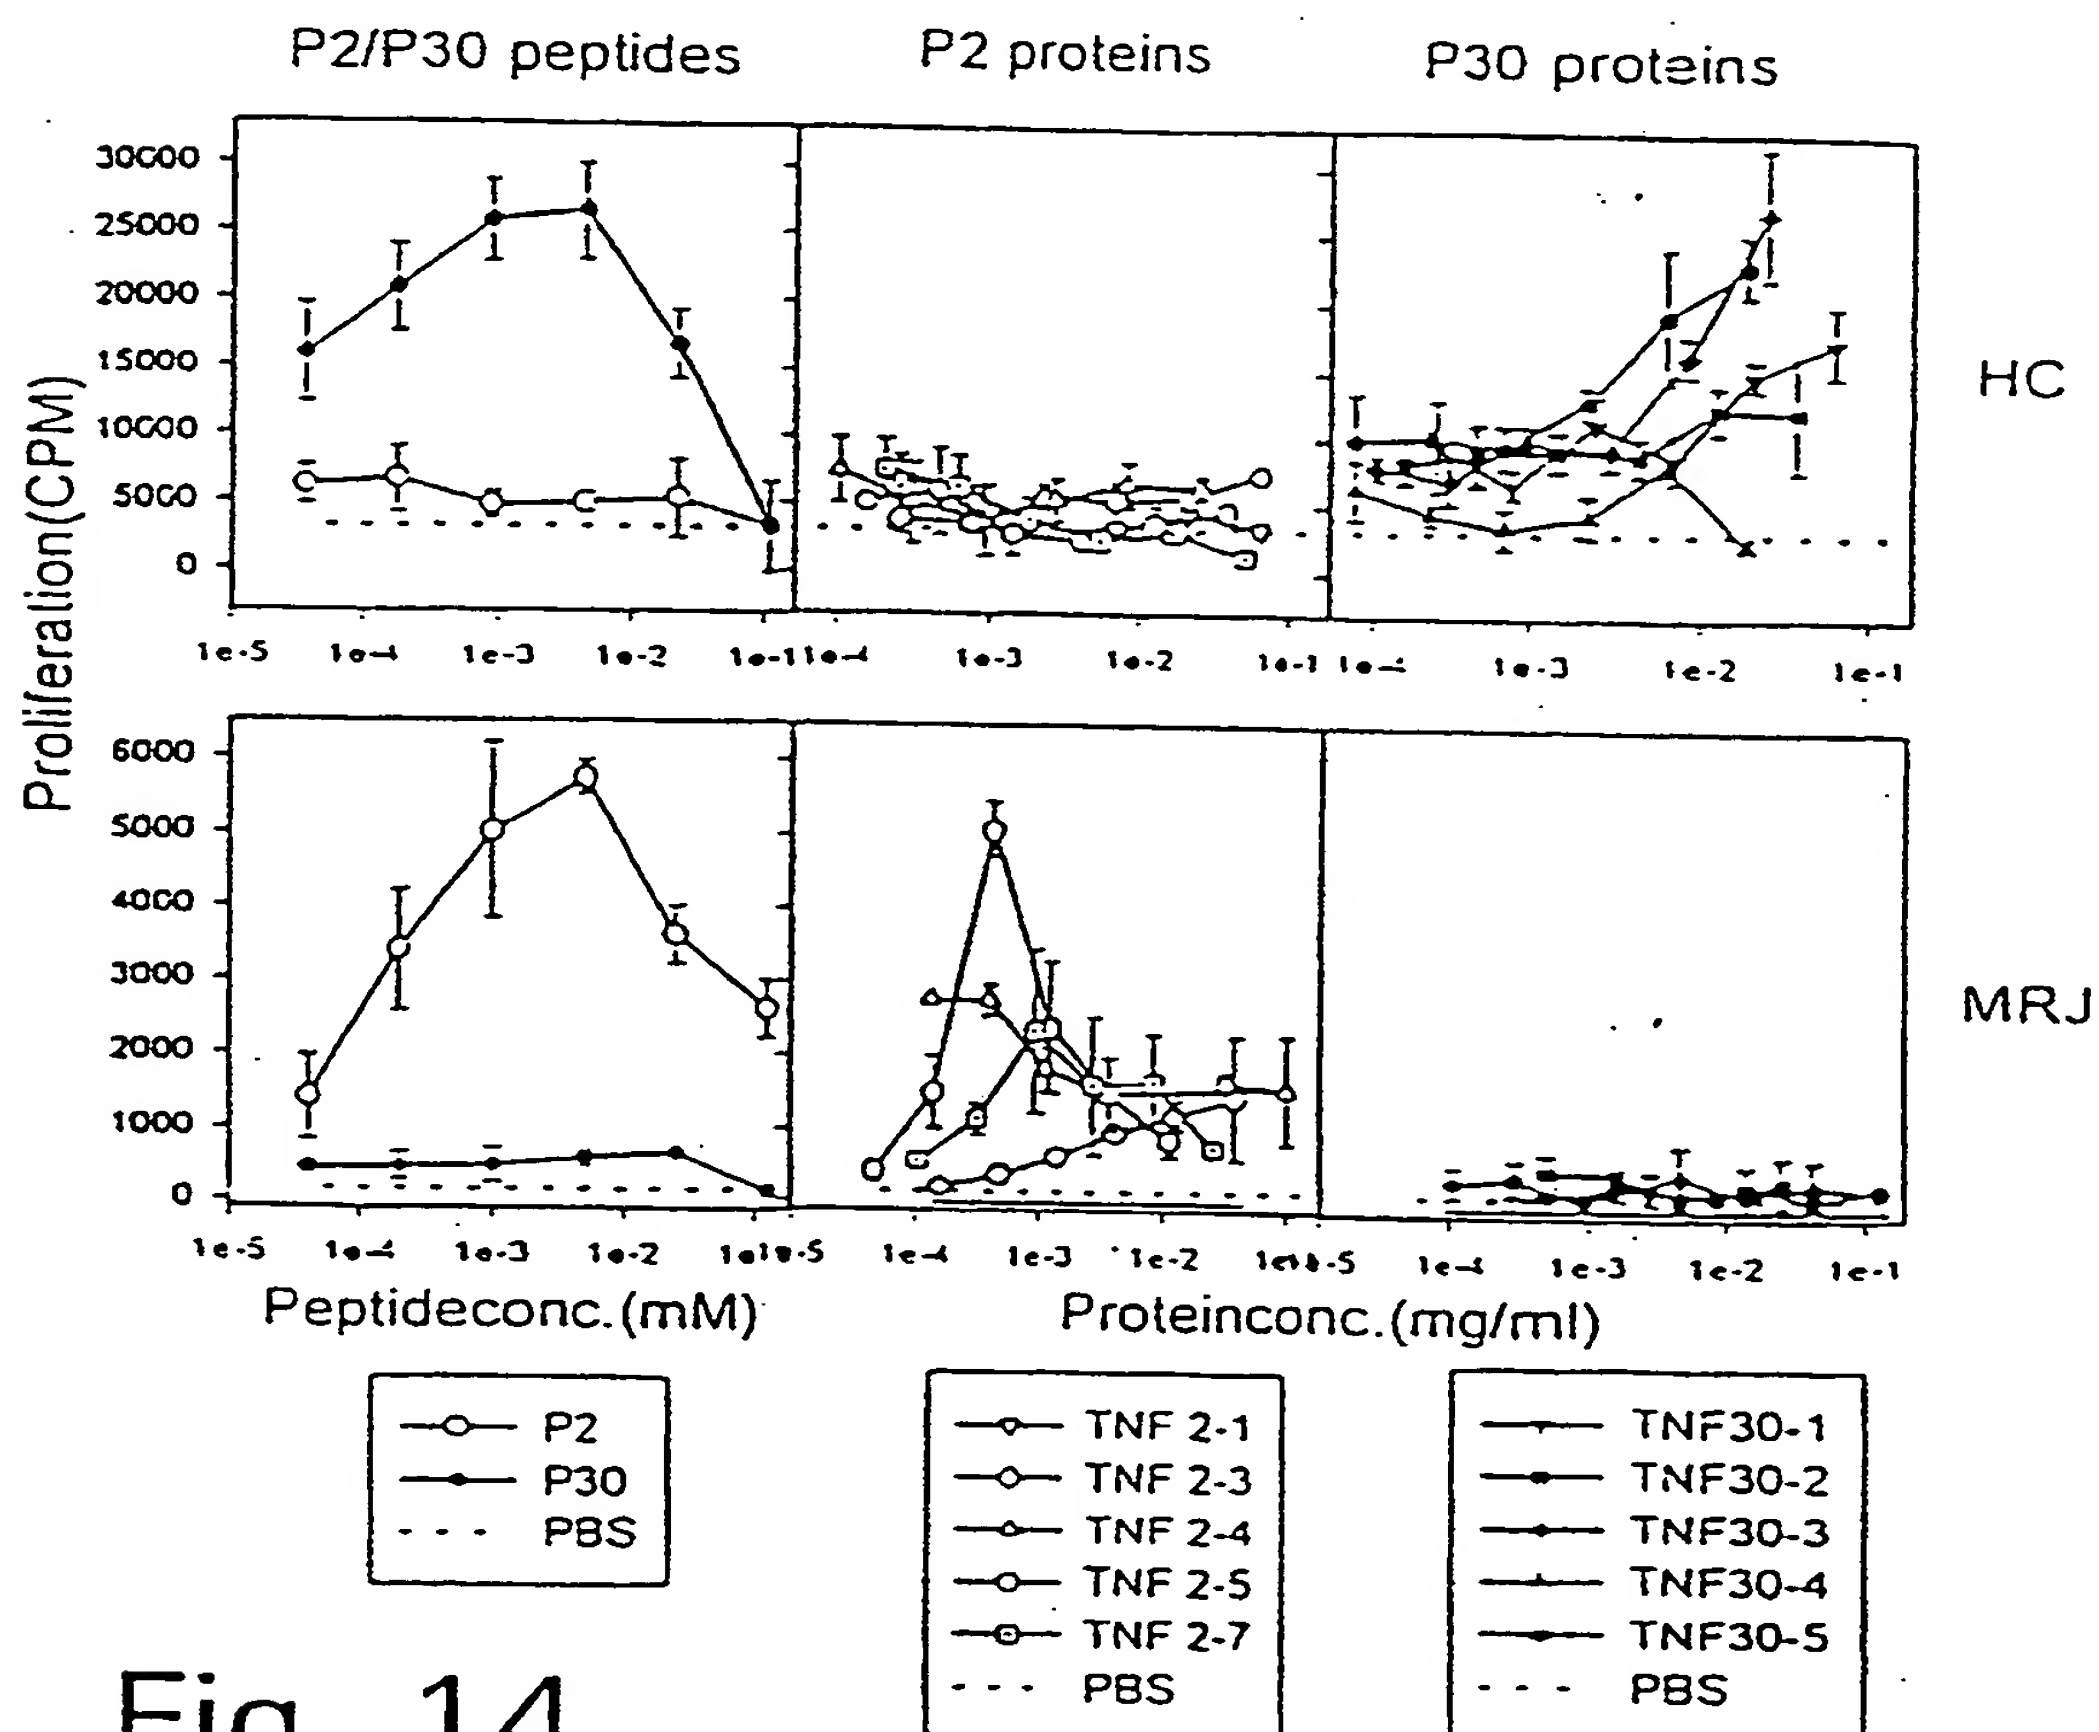 P2/P30 peptides P2 proteins P30 proteins
30000
25000
20000
15000
10000
5000
0
HC
Proliferation(CPM)
1e-5 1e-4 1e-3 1e-2 1e-1 1e-4 1e-3 1e-2 1e-1 1e-4 1e-3 1e-2 1e-1
6000
5000
4000
3000
2000
1000
0
MRJ
1e-5 1e-4 1e-3 1e-2 1e-4 1e-3 1e-2 1e-4 1e-3 1e-2 1e-1
Peptideconc.(mM) Proteinconc.(mg/ml)
P2
P30
PBS
TNF 2-1
TNF 2-3
TNF 2-4
TNF 2-5
TNF 2-7
PBS
TNF30-1
TNF30-2
TNF30-3
TNF30-4
TNF30-5
PBS
Fig. 14